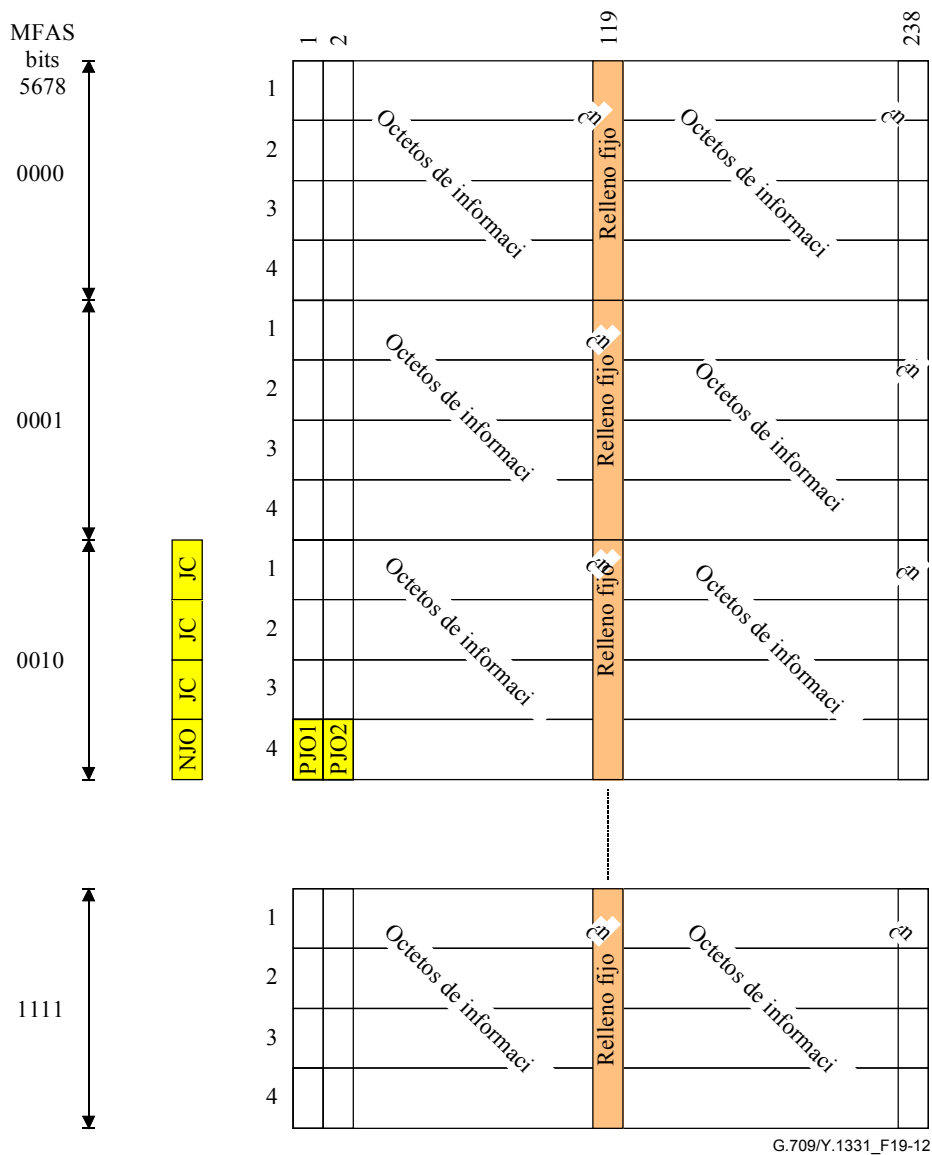 MFAS
bits
5678
1
2
119
238
0000
1
2
3
4
Octetos de informaci
Relleno fijo
Octetos de informaci
0001
1
2
3
4
Octetos de informaci
Relleno fijo
Octetos de informaci
0010
JC
JC
JC
NJO
1
2
3
4
PJO1
PJO2
Octetos de informaci
Relleno fijo
Octetos de informaci
1111
1
2
3
4
Octetos de informaci
Relleno fijo
Octetos de informaci
G.709/Y.1331_F19-12